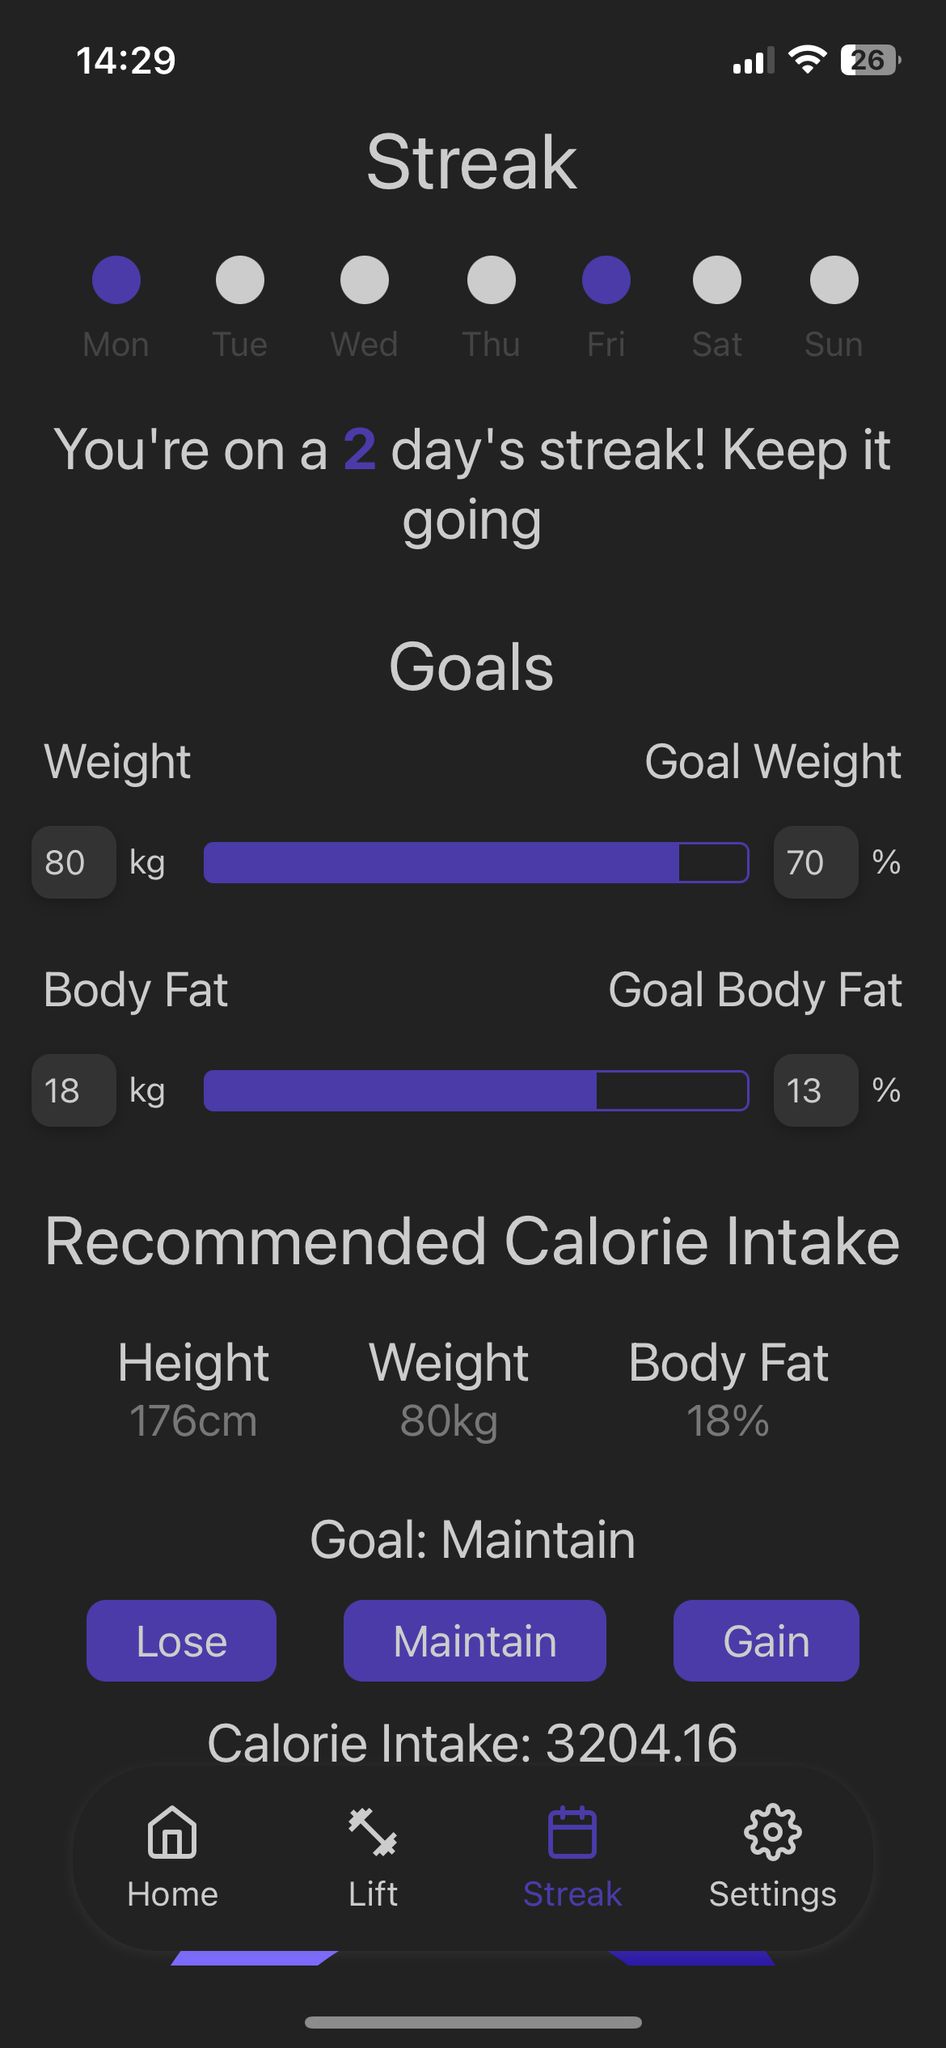 14:29 26
Streak
Mon Tue Wed Thu Fri Sat Sun
You're on a 2 day's streak! Keep it
going
Goals
Weight Goal Weight
80 kg 70 %
Body Fat Goal Body Fat
18 kg 13 %
Recommended Calorie Intake
Height Weight Body Fat
176cm 80kg 18%
Goal: Maintain
Lose Maintain Gain
Calorie Intake: 3204.16
Home Lift Streak Settings